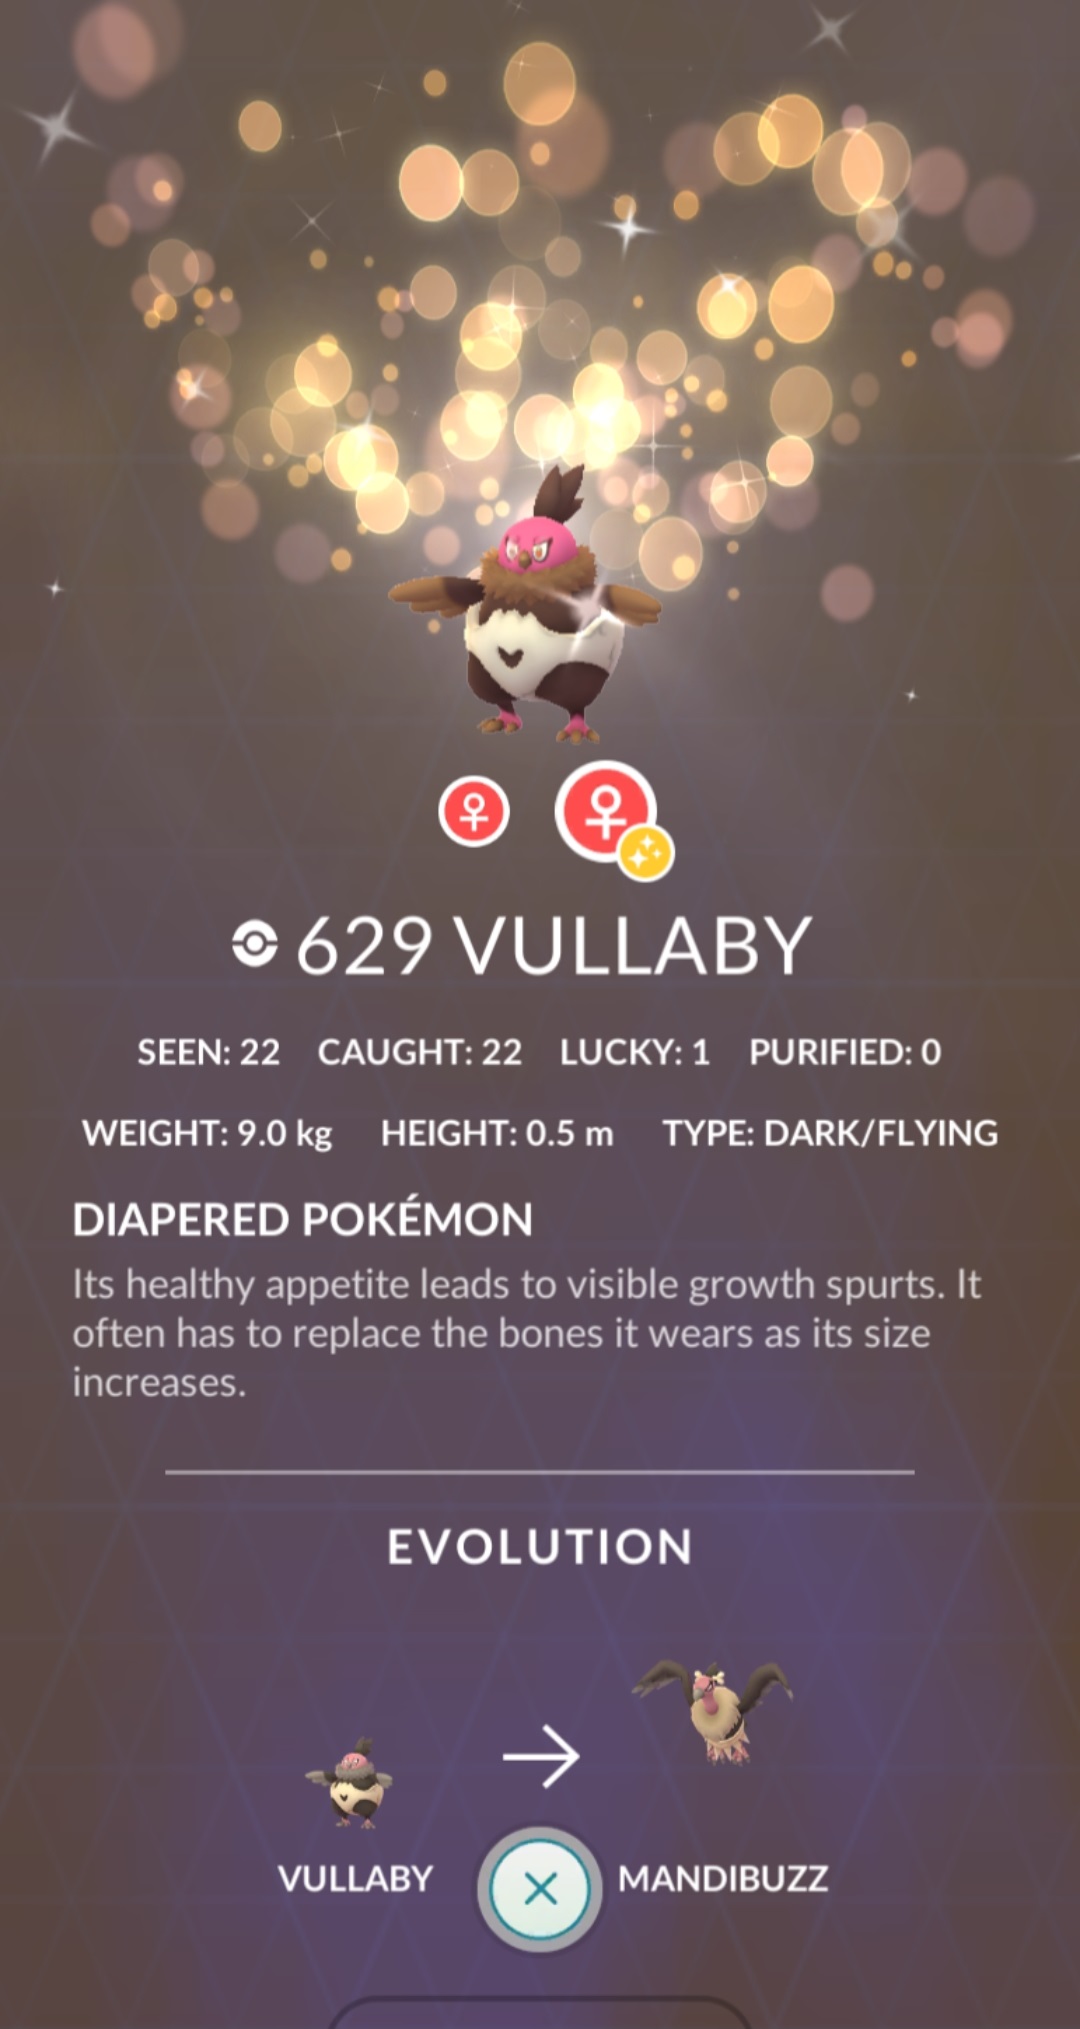 629 VULLABY
SEEN: 22 CAUGHT: 22 LUCKY: 1 PURIFIED: 0
WEIGHT: 9.0 kg HEIGHT: 0.5 m TYPE: DARK/FLYING
DIAPERED POKÉMON
Its healthy appetite leads to visible growth spurts. It
often has to replace the bones it wears as its size
increases.
EVOLUTION
VULLABY MANDIBUZZ